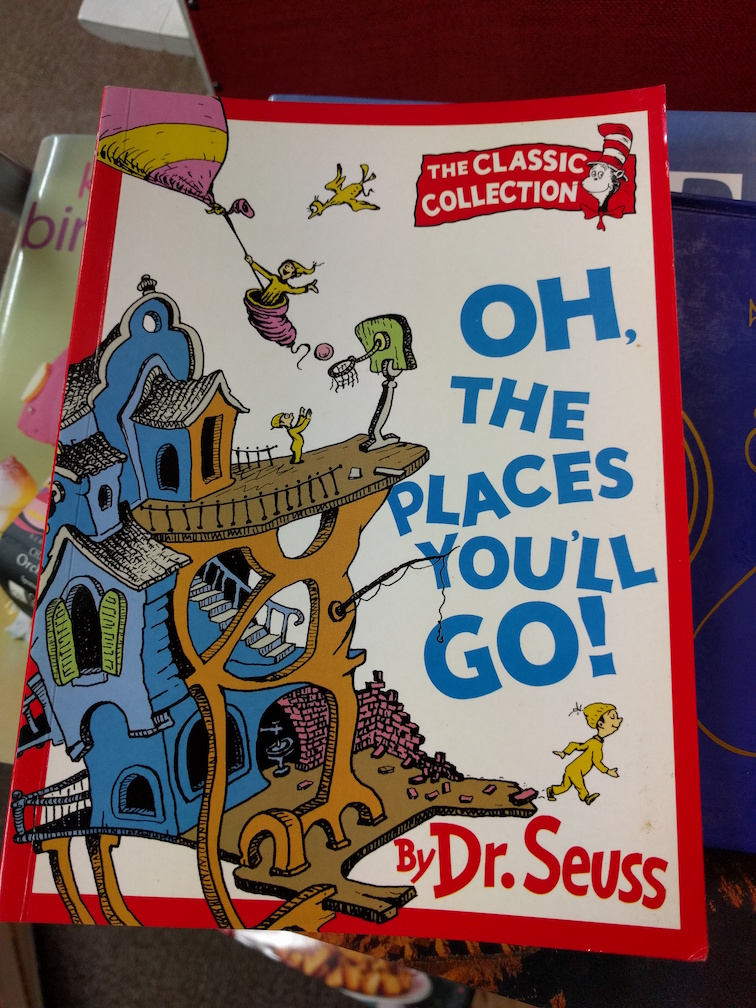 THE CLASSIC
COLLECTION
OH,
THE
PLACES
YOU'LL
GO!
By Dr. Seuss